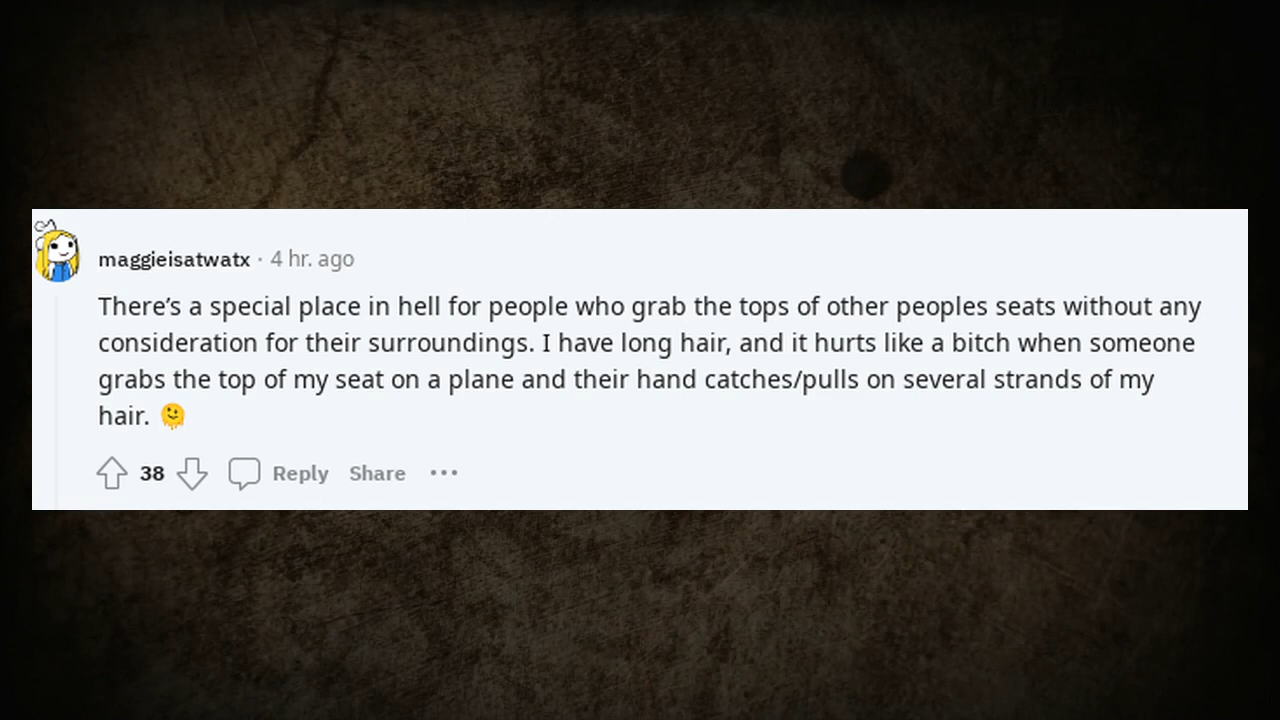 maggieisatwatx · 4 hr. ago
There’s a special place in hell for people who grab the tops of other peoples seats without any
consideration for their surroundings. I have long hair, and it hurts like a bitch when someone
grabs the top of my seat on a plane and their hand catches/pulls on several strands of my
hair. 🫠
38 Reply Share •••